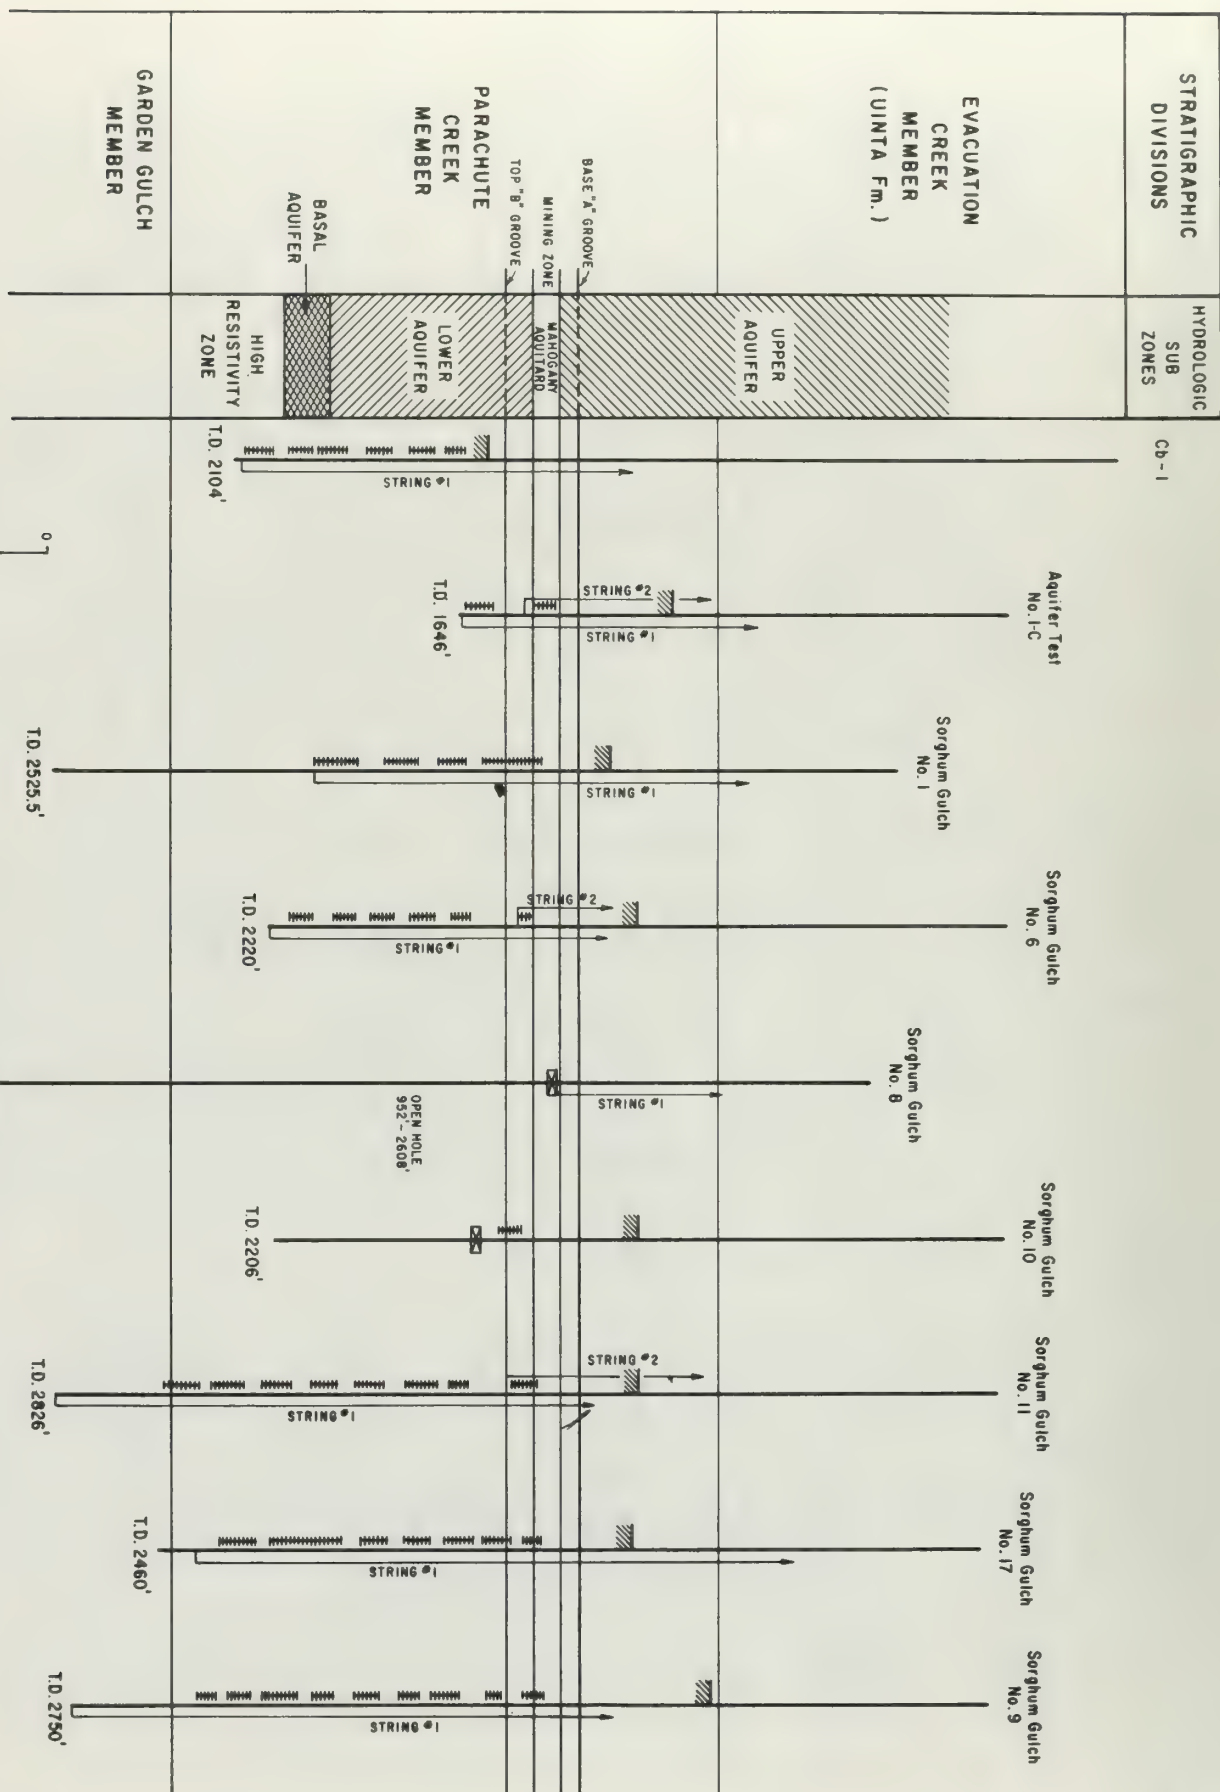 STRATIGRAPHIC
DIVISIONS
HYDROLOGIC
SUB
ZONES
EVACUATION
CREEK
MEMBER
(UINTA Fm.)
PARACHUTE
CREEK
MEMBER
BASE "A" GROOVE
MINING ZONE
TOP "B" GROOVE
BASAL
AQUIFER
GARDEN GULCH
MEMBER
UPPER
AQUIFER
MAHOGANY
AQUITARD
LOWER
AQUIFER
HIGH
RESISTIVITY
ZONE
Cb-1
STRING #1
T.D. 2104'
0
Aquifer Test
No. 1-C
STRING #2
STRING #1
T.D. 1646'
Sorghum Gulch
No. 1
STRING #1
T.D. 2525.5'
Sorghum Gulch
No. 6
STRING #2
STRING #1
T.D. 2220'
Sorghum Gulch
No. 8
STRING #1
OPEN HOLE
952' - 2608'
Sorghum Gulch
No. 10
T.D. 2206'
Sorghum Gulch
No. 11
STRING #2
STRING #1
T.D. 2826'
Sorghum Gulch
No. 17
STRING #1
T.D. 2460'
Sorghum Gulch
No. 9
STRING #1
T.D. 2750'